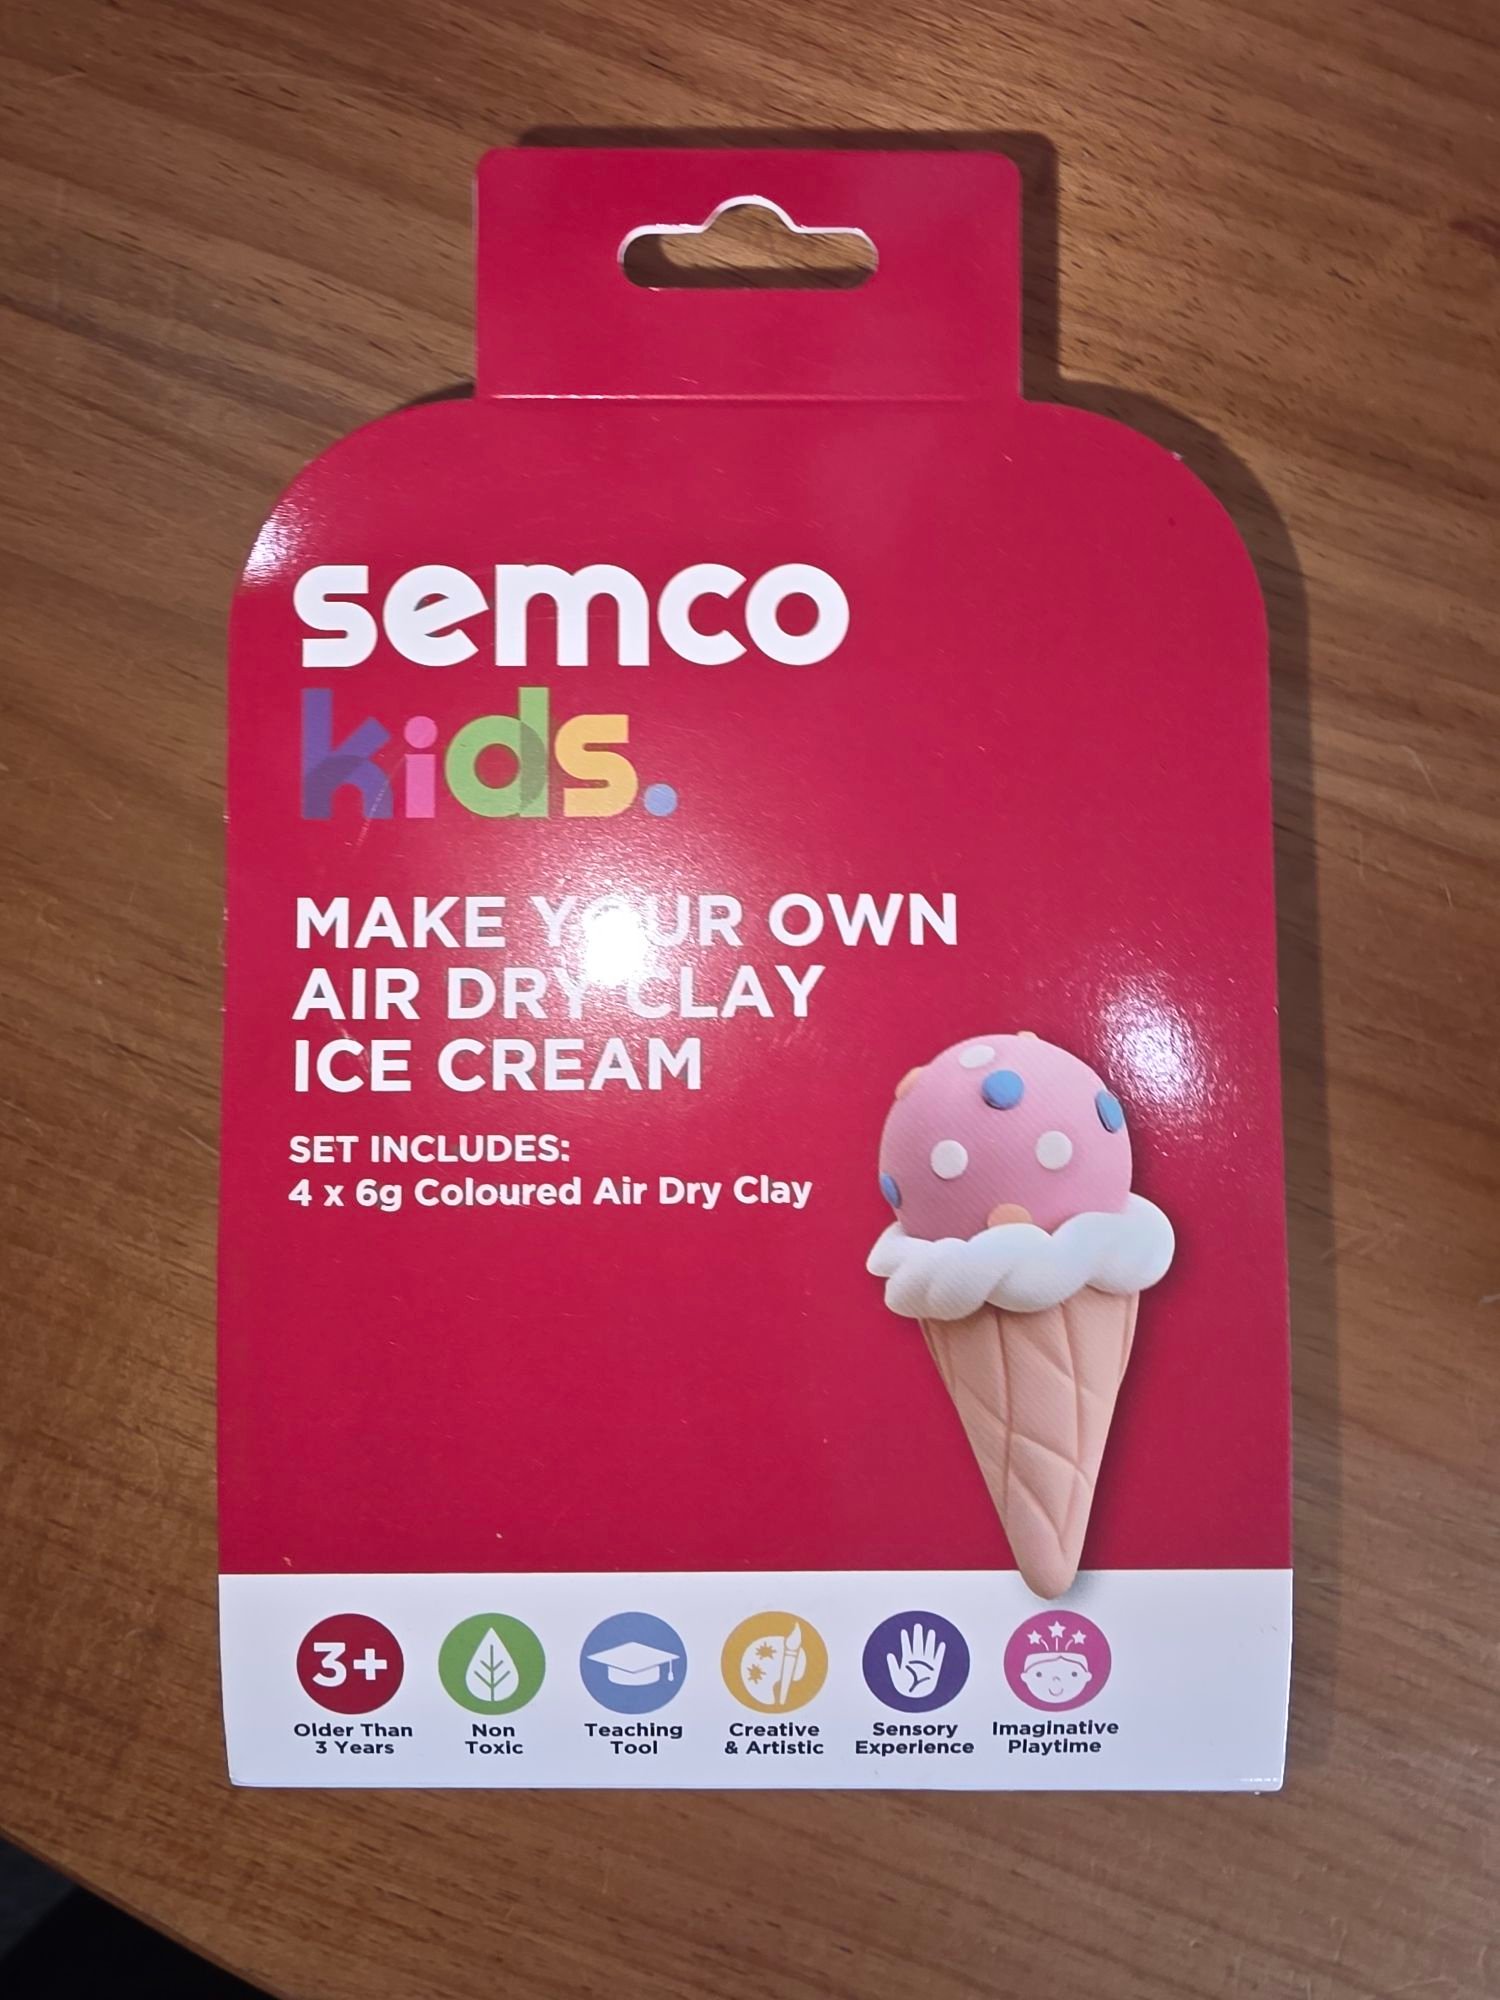 semco
kids.
MAKE YOUR OWN
AIR DRY CLAY
ICE CREAM
SET INCLUDES:
4 x 6g Coloured Air Dry Clay
3+
Older Than
3 Years
Non
Toxic
Teaching
Tool
Creative
& Artistic
Sensory
Experience
Imaginative
Playtime